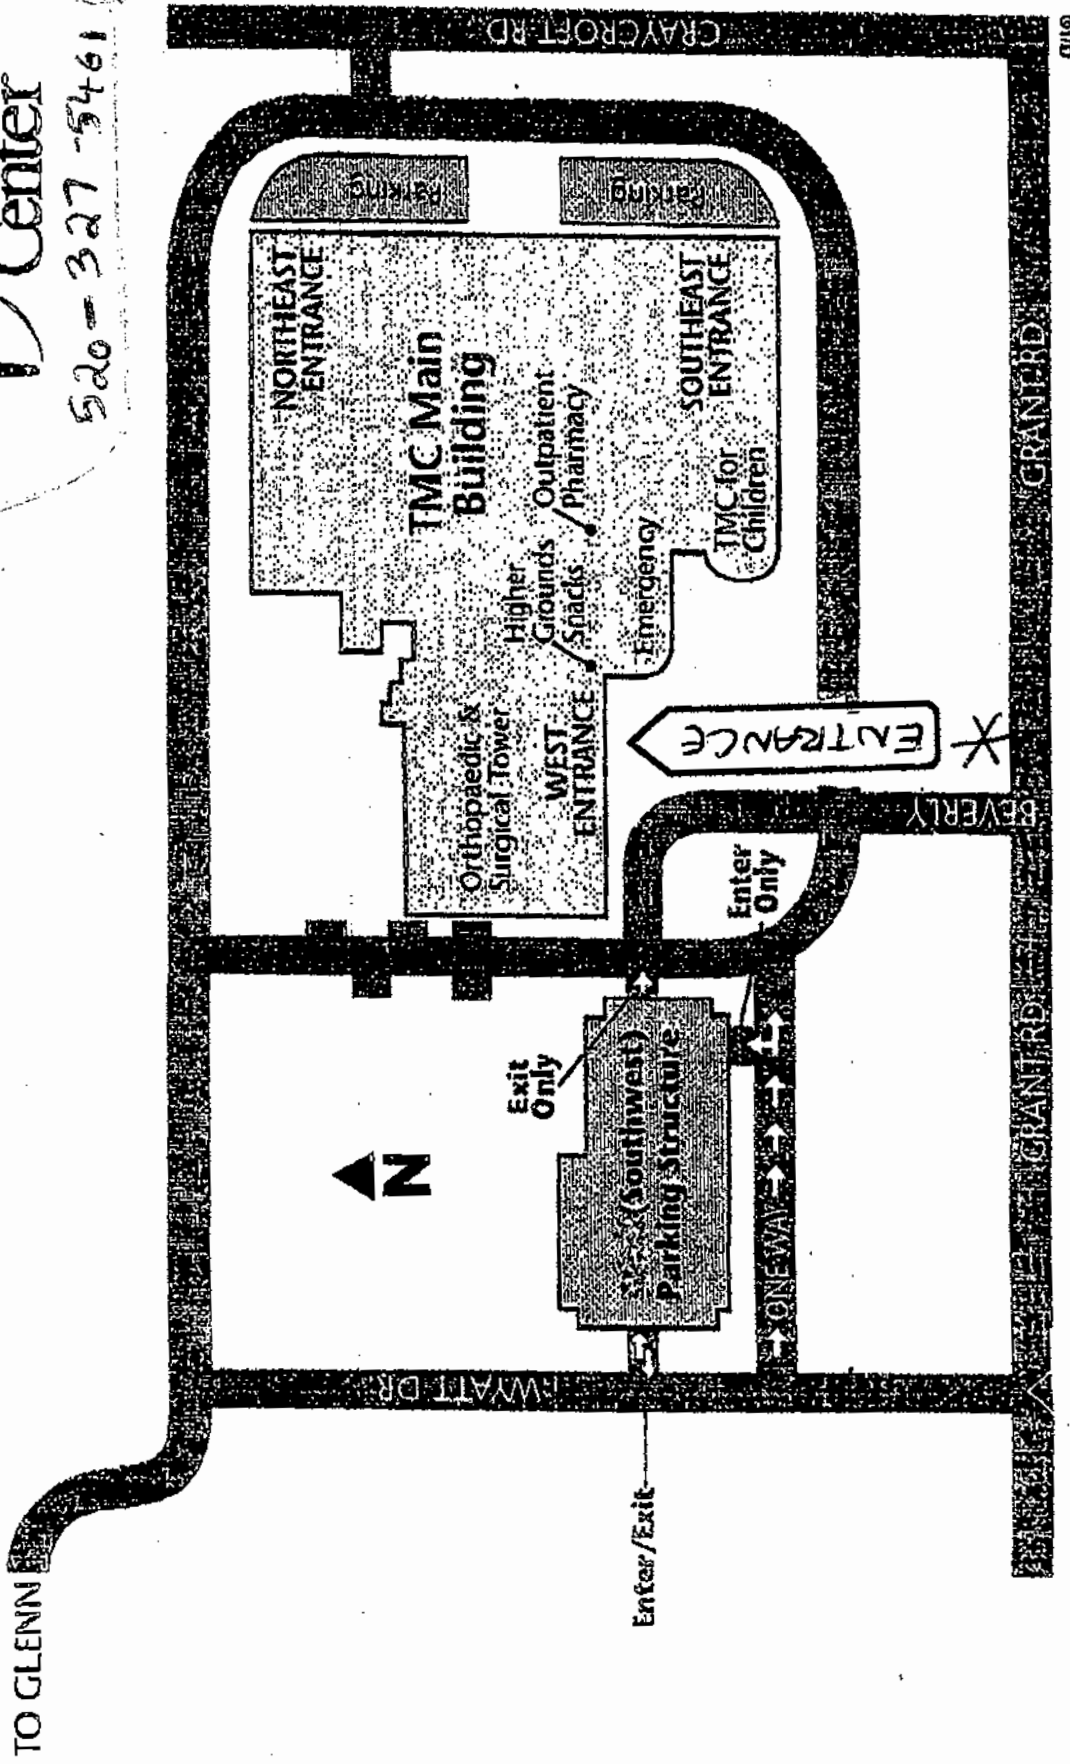 Center
520-327-5461
CRAYCROFT RD
Parking
Parking
NORTHEAST
ENTRANCE
TMC Main
Building
SOUTHEAST
ENTRANCE
Outpatient
Pharmacy
TMC for
Children
Higher
Grounds
Snacks
Emergency
Orthopaedic &
Surgical Tower
WEST
ENTRANCE
ENTRANCE
BEVERLY
GRANT RD
Enter
Only
Exit
Only
N
(Southwest)
Parking Structure
ONE WAY
GRANT RD
WYATT DR
Enter/Exit
TO GLENN